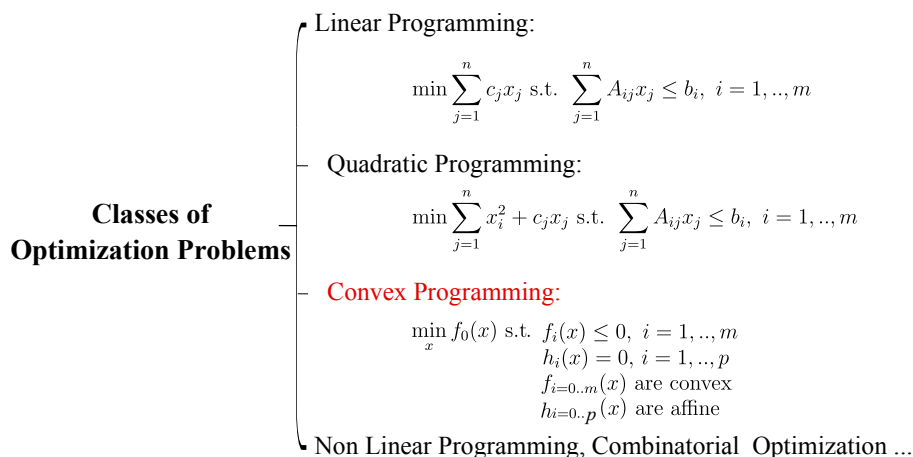 Linear Programming:
min ∑_{j=1}^{n} c_j x_j s.t. ∑_{j=1}^{n} A_{ij} x_j ≤ b_i, i = 1, .., m
Quadratic Programming:
min ∑_{j=1}^{n} x_i^2 + c_j x_j s.t. ∑_{j=1}^{n} A_{ij} x_j ≤ b_i, i = 1, .., m
Classes of
Optimization Problems
Convex Programming:
min_x f_0(x) s.t. f_i(x) ≤ 0, i = 1, .., m
h_i(x) = 0, i = 1, .., p
f_{i=0..m}(x) are convex
h_{i=0..p}(x) are affine
Non Linear Programming, Combinatorial Optimization ...